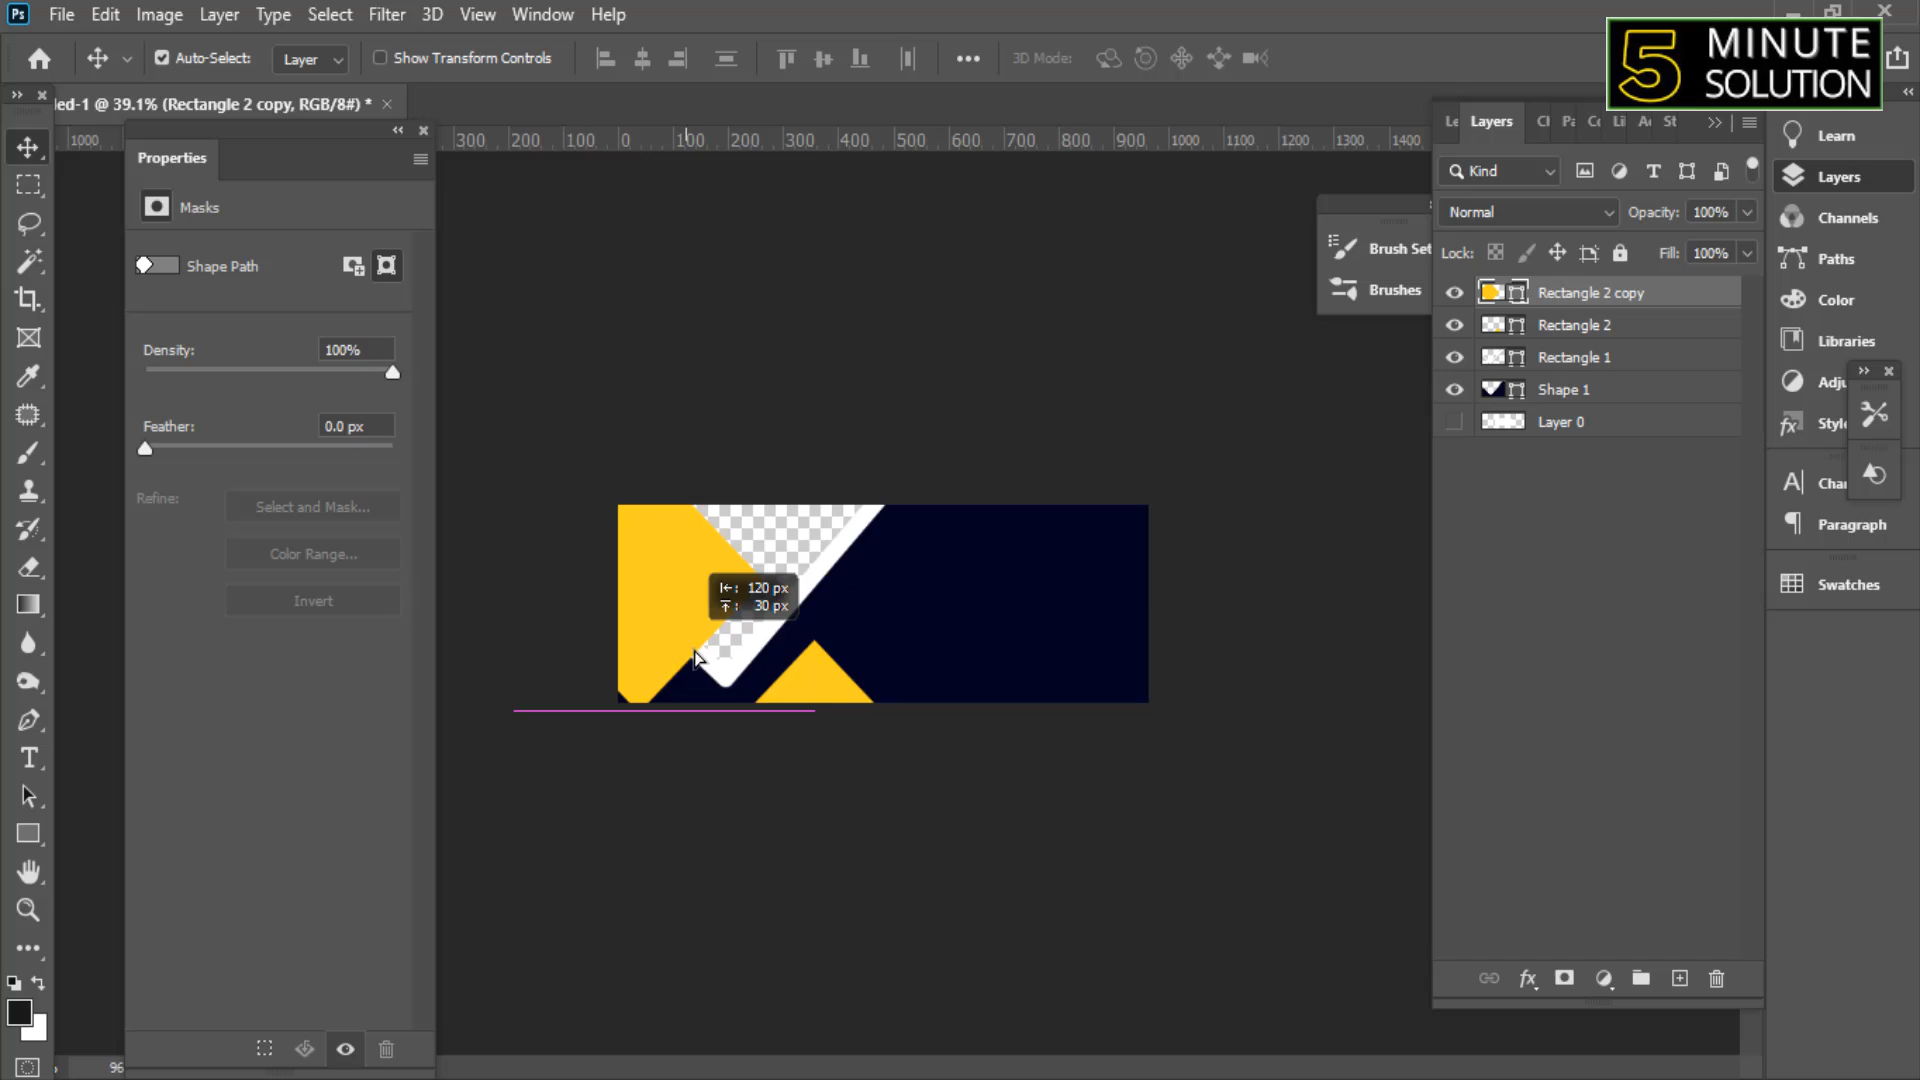 Ps File Edit Image Layer Type Select Filter 3D View Window Help
5 MINUTE SOLUTION
Auto-Select: Layer Show Transform Controls 3D Mode:
led-1 @ 39.1% (Rectangle 2 copy, RGB/8#) *
1000 300 200 100 0 100 200 300 400 500 600 700 800 900 1000 1100 1200 1300 1400
Properties
Masks
Shape Path
Density: 100%
Feather: 0.0 px
Refine: Select and Mask...
Color Range...
Invert
120 px
30 px
Brush Set
Brushes
Layers
Kind
Normal Opacity: 100%
Lock: Fill: 100%
Rectangle 2 copy
Rectangle 2
Rectangle 1
Shape 1
Layer 0
Learn
Layers
Channels
Paths
Color
Libraries
Adju
Style
Char
Paragraph
Swatches
96